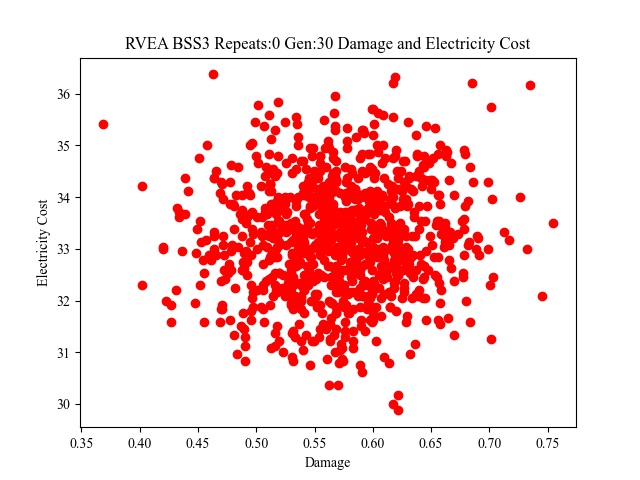 RVEA BSS3 Repeats:0 Gen:30 Damage and Electricity Cost
36
35
34
33
32
31
30
Electricity Cost
0.35 0.40 0.45 0.50 0.55 0.60 0.65 0.70 0.75
Damage